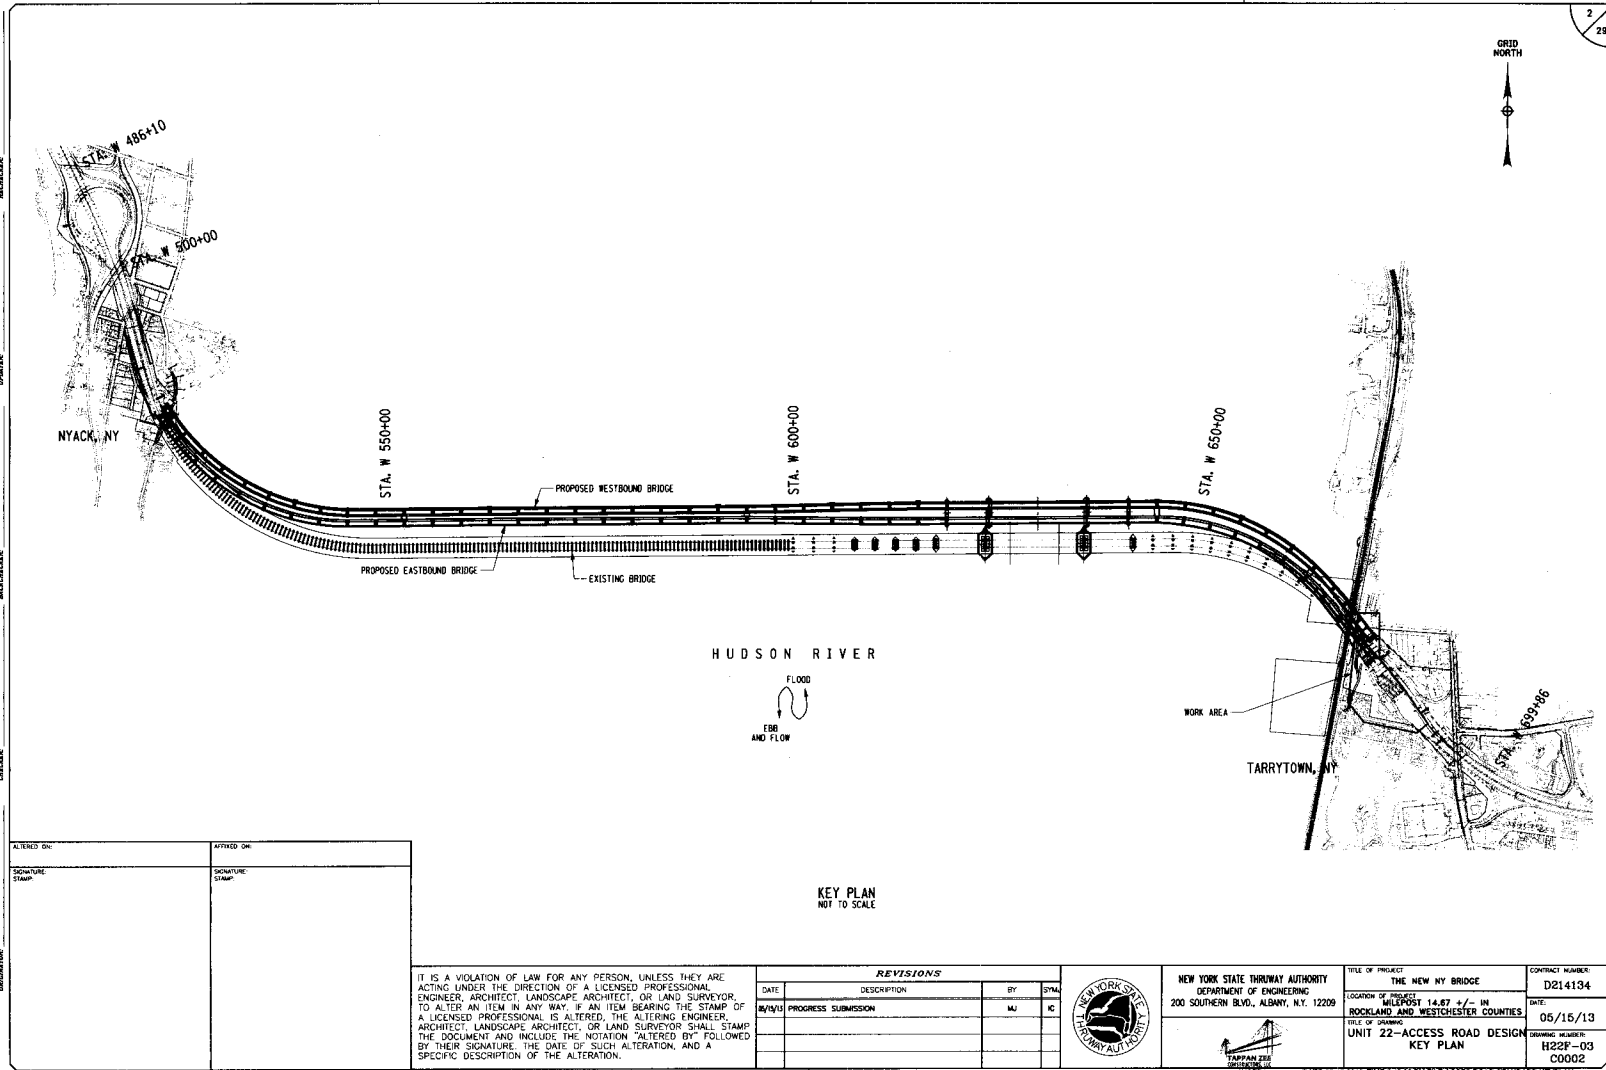 2
29
GRID
NORTH
STA. W 486+10
STA. W 500+00
NYACK, NY
STA. W 550+00
STA. W 600+00
STA. W 650+00
PROPOSED WESTBOUND BRIDGE
PROPOSED EASTBOUND BRIDGE
EXISTING BRIDGE
HUDSON RIVER
FLOOD
EBB
AND FLOW
WORK AREA
TARRYTOWN, NY
STA. W 699+86
KEY PLAN
NOT TO SCALE
ALTERED ON:
AFFIXED ON:
SIGNATURE:
STAMP:
SIGNATURE:
STAMP:
IT IS A VIOLATION OF LAW FOR ANY PERSON, UNLESS THEY ARE
ACTING UNDER THE DIRECTION OF A LICENSED PROFESSIONAL
ENGINEER, ARCHITECT, LANDSCAPE ARCHITECT, OR LAND SURVEYOR,
TO ALTER AN ITEM IN ANY WAY. IF AN ITEM BEARING THE STAMP OF
A LICENSED PROFESSIONAL IS ALTERED, THE ALTERING ENGINEER,
ARCHITECT, LANDSCAPE ARCHITECT, OR LAND SURVEYOR SHALL STAMP
THE DOCUMENT AND INCLUDE THE NOTATION "ALTERED BY" FOLLOWED
BY THEIR SIGNATURE, THE DATE OF SUCH ALTERATION, AND A
SPECIFIC DESCRIPTION OF THE ALTERATION.
REVISIONS
DATE DESCRIPTION BY SYM.
05/15/13 PROGRESS SUBMISSION MJ IC
NEW YORK STATE
THRUWAY AUTHORITY
NEW YORK STATE THRUWAY AUTHORITY
DEPARTMENT OF ENGINEERING
200 SOUTHERN BLVD., ALBANY, N.Y. 12209
TAPPAN ZEE
CONSTRUCTORS, LLC
TITLE OF PROJECT
THE NEW NY BRIDGE
LOCATION OF PROJECT
MILEPOST 14.67 +/- IN
ROCKLAND AND WESTCHESTER COUNTIES
TITLE OF DRAWING
UNIT 22-ACCESS ROAD DESIGN
KEY PLAN
CONTRACT NUMBER:
D214134
DATE:
05/15/13
DRAWING NUMBER:
H22F-03
C0002